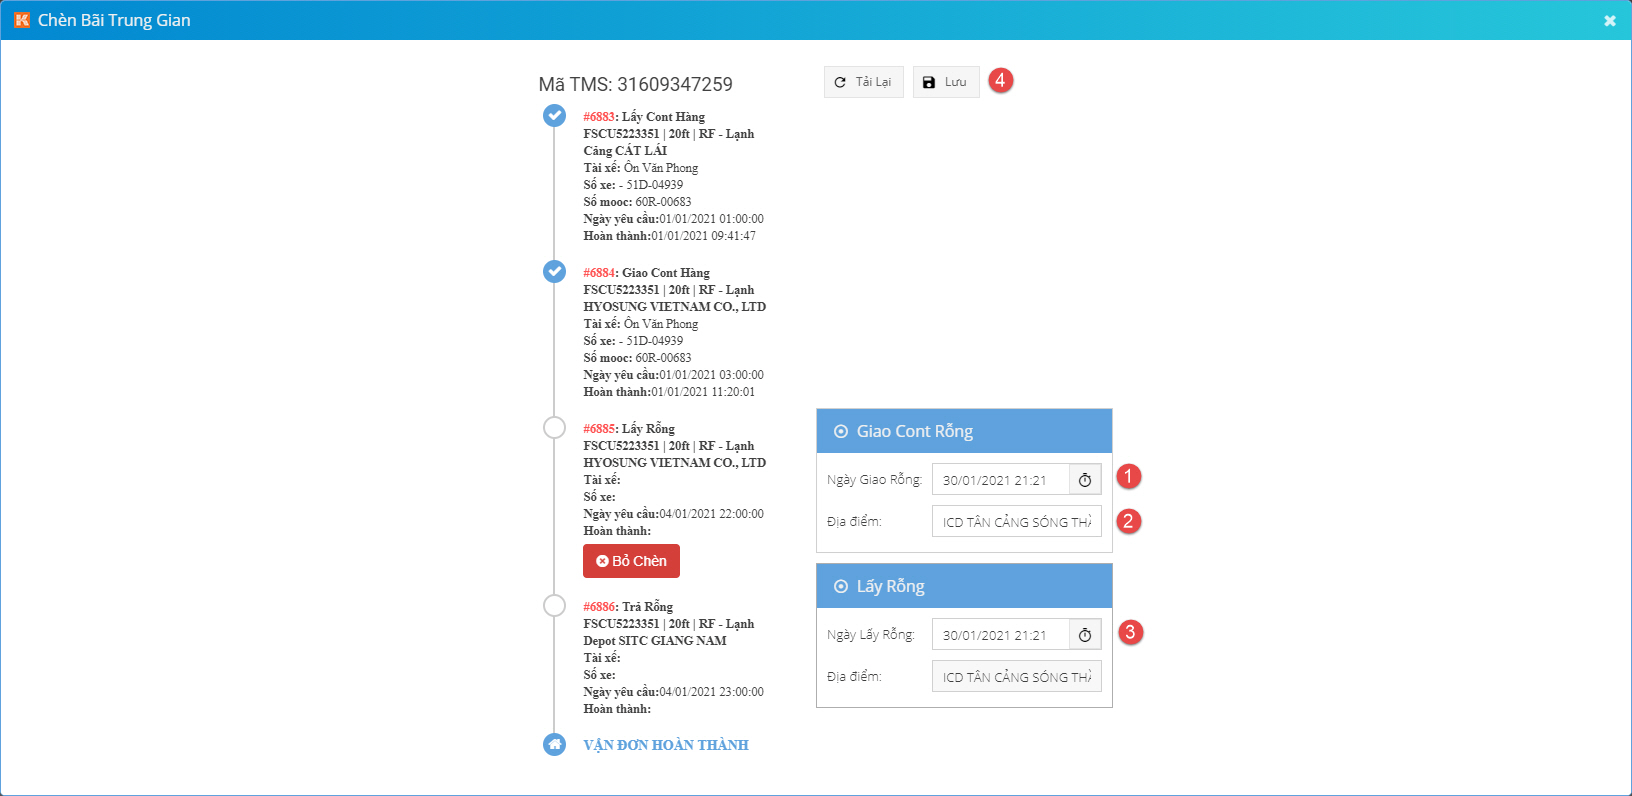 Chèn Bãi Trung Gian
Mã TMS: 31609347259
Tải Lại
Lưu
4
#6883: Lấy Cont Hàng
FSCU5223351 | 20ft | RF - Lạnh
Cảng CÁT LÁI
Tài xế: Ôn Văn Phong
Số xe: - 51D-04939
Số mooc: 60R-00683
Ngày yêu cầu:01/01/2021 01:00:00
Hoàn thành:01/01/2021 09:41:47
#6884: Giao Cont Hàng
FSCU5223351 | 20ft | RF - Lạnh
HYOSUNG VIETNAM CO., LTD
Tài xế: Ôn Văn Phong
Số xe: - 51D-04939
Số mooc: 60R-00683
Ngày yêu cầu:01/01/2021 03:00:00
Hoàn thành:01/01/2021 11:20:01
#6885: Lấy Rỗng
FSCU5223351 | 20ft | RF - Lạnh
HYOSUNG VIETNAM CO., LTD
Tài xế:
Số xe:
Ngày yêu cầu:04/01/2021 22:00:00
Hoàn thành:
Bỏ Chèn
#6886: Trả Rỗng
FSCU5223351 | 20ft | RF - Lạnh
Depot SITC GIANG NAM
Tài xế:
Số xe:
Ngày yêu cầu:04/01/2021 23:00:00
Hoàn thành:
VẬN ĐƠN HOÀN THÀNH
Giao Cont Rỗng
Ngày Giao Rỗng: 30/01/2021 21:21 1
Địa điểm: ICD TÂN CẢNG SÓNG THẦ 2
Lấy Rỗng
Ngày Lấy Rỗng: 30/01/2021 21:21 3
Địa điểm: ICD TÂN CẢNG SÓNG THẦ